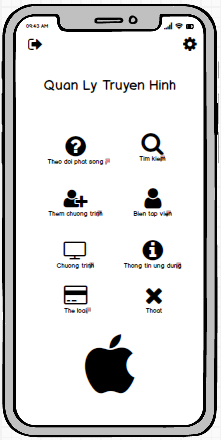 09:43 AM
Quan Ly Truyen Hinh
Theo doi phat song
Tim kiem
Them chuong trinh
Bien tap vien
Chuong trinh
Thong tin ung dung
The loai
Thoat